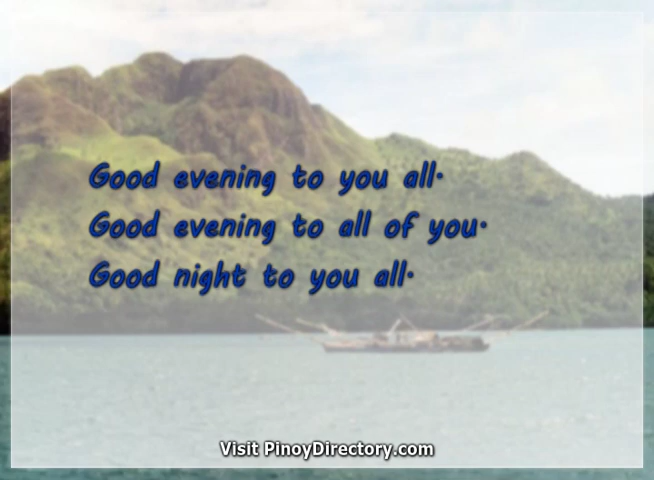 Good evening to you all.
Good evening to all of you.
Good night to you all.
Visit PinoyDirectory.com